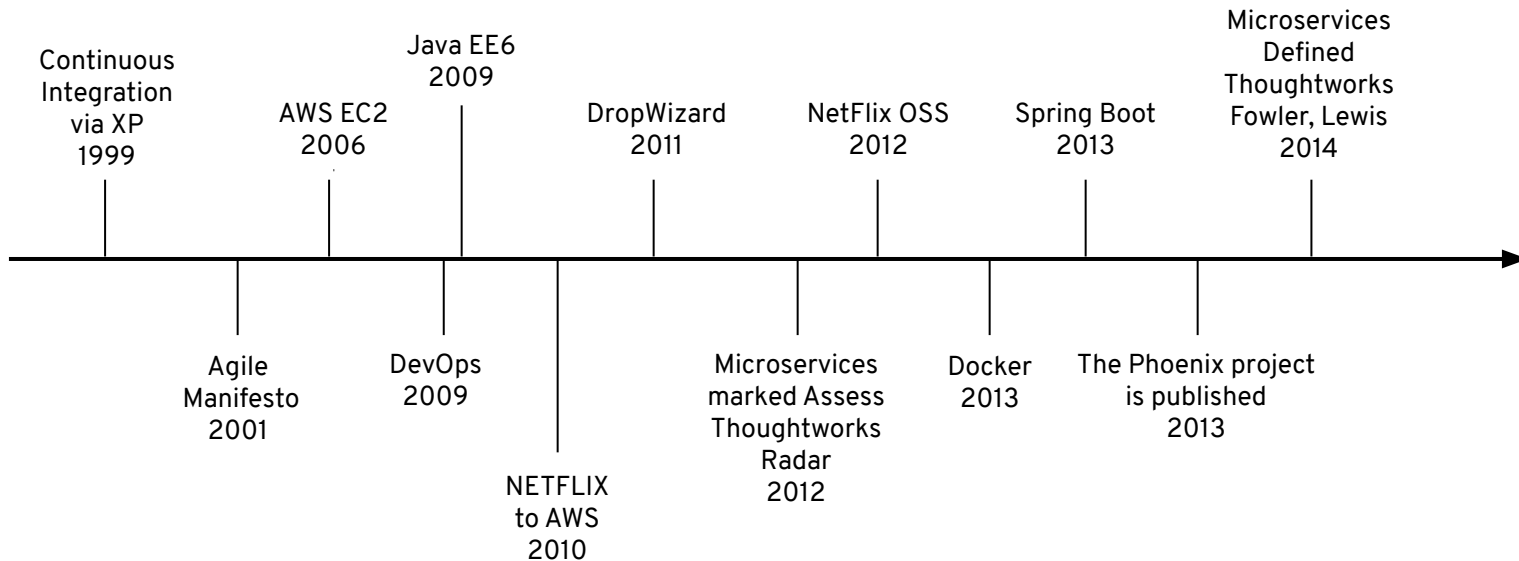 Continuous
Integration
via XP
1999
Agile
Manifesto
2001
AWS EC2
2006
DevOps
2009
Java EE6
2009
NETFLIX
to AWS
2010
DropWizard
2011
Microservices
marked Assess
Thoughtworks
Radar
2012
NetFlix OSS
2012
Docker
2013
Spring Boot
2013
The Phoenix project
is published
2013
Microservices
Defined
Thoughtworks
Fowler, Lewis
2014